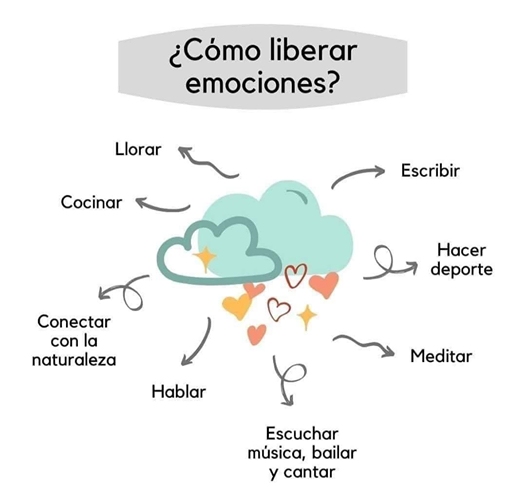 ¿Cómo liberar
emociones?
Llorar
Escribir
Cocinar
Hacer
deporte
Conectar
con la
naturaleza
Meditar
Hablar
Escuchar
música, bailar
y cantar